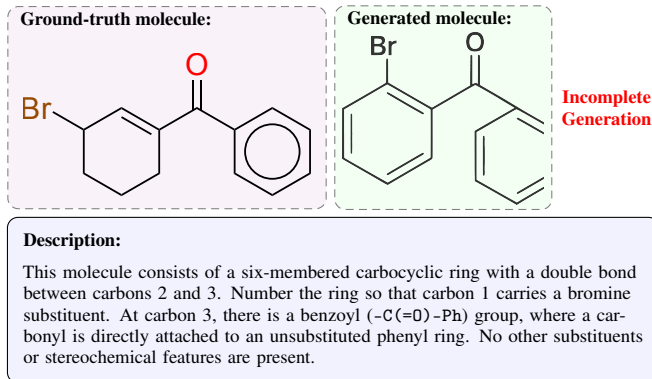 Ground-truth molecule:
Generated molecule:
O
Br
Br
O
Incomplete
Generation
Description:
This molecule consists of a six-membered carbocyclic ring with a double bond
between carbons 2 and 3. Number the ring so that carbon 1 carries a bromine
substituent. At carbon 3, there is a benzoyl (-C(=O)-Ph) group, where a car-
bonyl is directly attached to an unsubstituted phenyl ring. No other substituents
or stereochemical features are present.